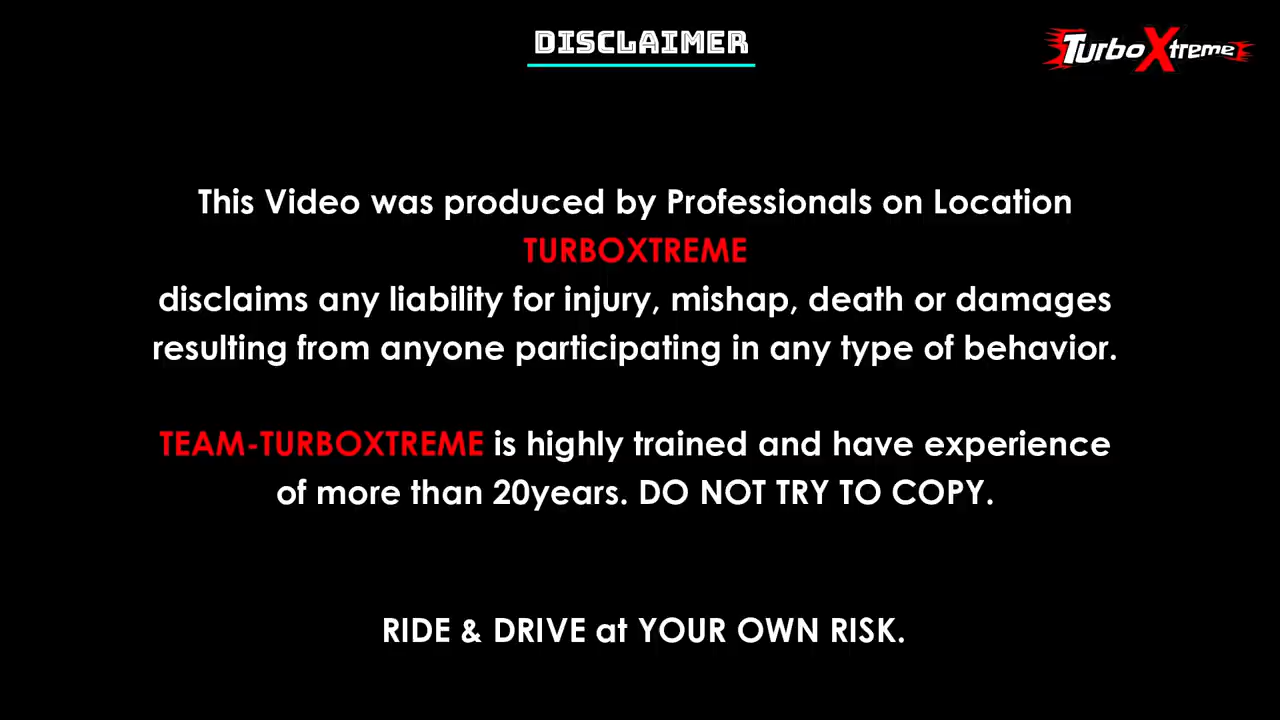 DISCLAIMER
TurboXtreme
This Video was produced by Professionals on Location
TURBOXTREME
disclaims any liability for injury, mishap, death or damages
resulting from anyone participating in any type of behavior.
TEAM-TURBOXTREME is highly trained and have experience
of more than 20years. DO NOT TRY TO COPY.
RIDE & DRIVE at YOUR OWN RISK.